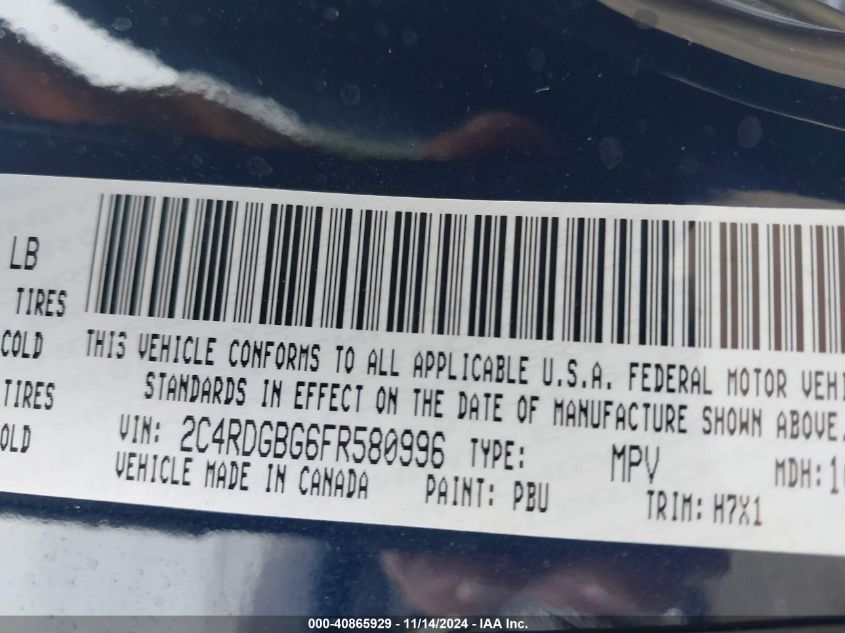 LB
TIRES
COLD
TIRES
OLD
THIS VEHICLE CONFORMS TO ALL APPLICABLE U.S.A. FEDERAL MOTOR VEHI
STANDARDS IN EFFECT ON THE DATE OF MANUFACTURE SHOWN ABOVE.
VIN: 2C4RDGBG6FR580996 TYPE: MPV MDH: 1
VEHICLE MADE IN CANADA PAINT: PBU TRIM: H7X1
000-40865929 - 11/14/2024 - IAA Inc.